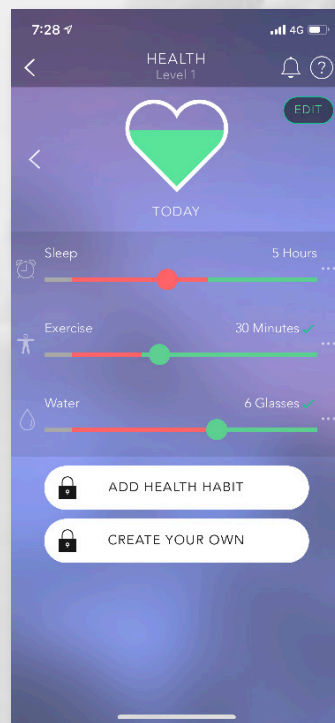 7:28 4G
HEALTH
Level 1
?
EDIT
TODAY
Sleep 5 Hours
Exercise 30 Minutes
Water 6 Glasses
ADD HEALTH HABIT
CREATE YOUR OWN